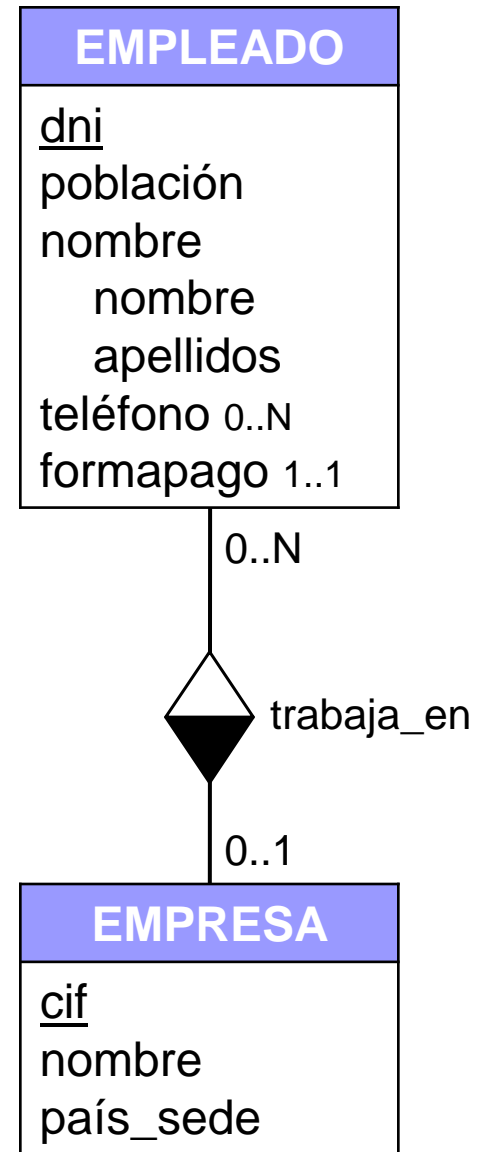 EMPLEADO
dni
población
nombre
nombre
apellidos
teléfono 0..N
formapago 1..1
0..N
trabaja_en
0..1
EMPRESA
cif
nombre
país_sede